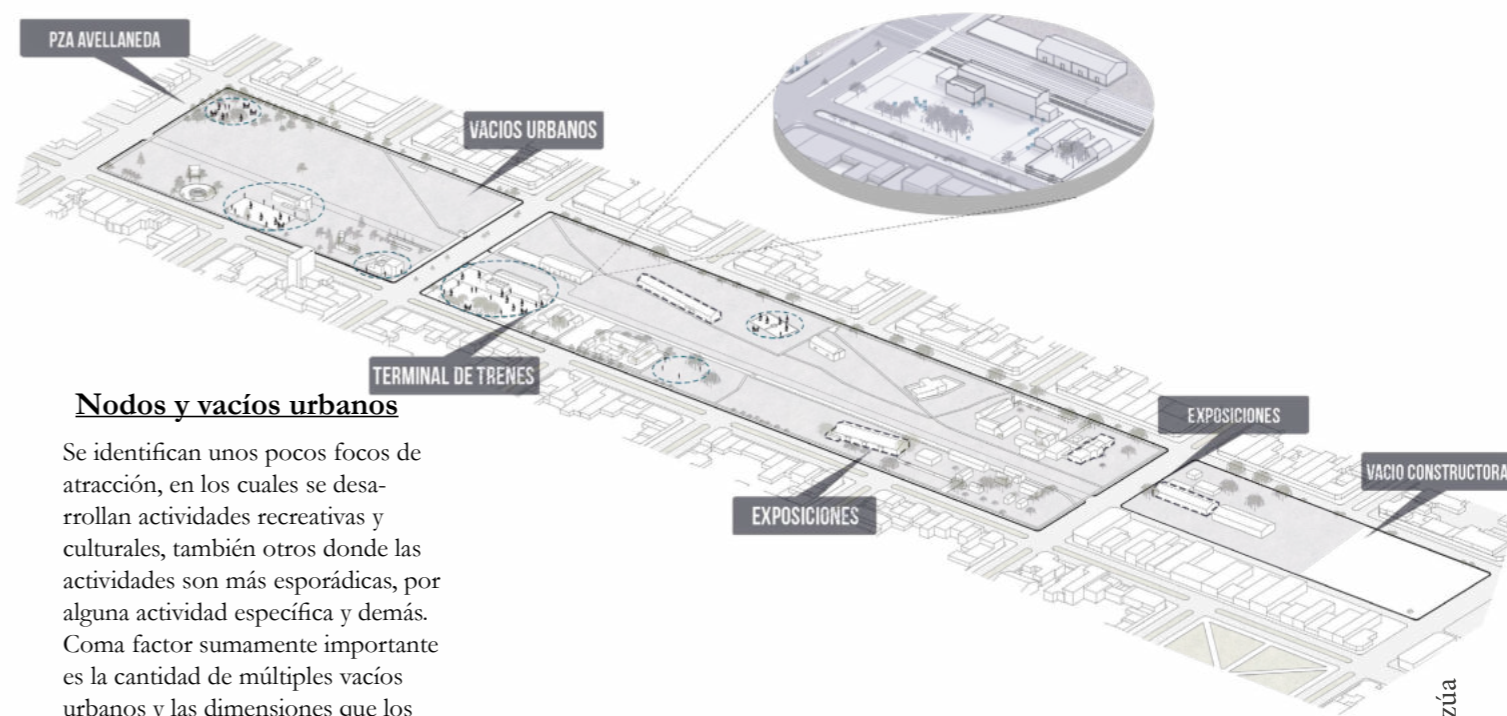 PZA AVELLANEDA
VACIOS URBANOS
TERMINAL DE TRENES
EXPOSICIONES
EXPOSICIONES
VACIO CONSTRUCTORA
Nodos y vacíos urbanos
Se identifican unos pocos focos de
atracción, en los cuales se desa-
rrollan actividades recreativas y
culturales, también otros donde las
actividades son más esporádicas, por
alguna actividad específica y demás.
Coma factor sumamente importante
es la cantidad de múltiples vacíos
urbanos y las dimensiones que los
zúa